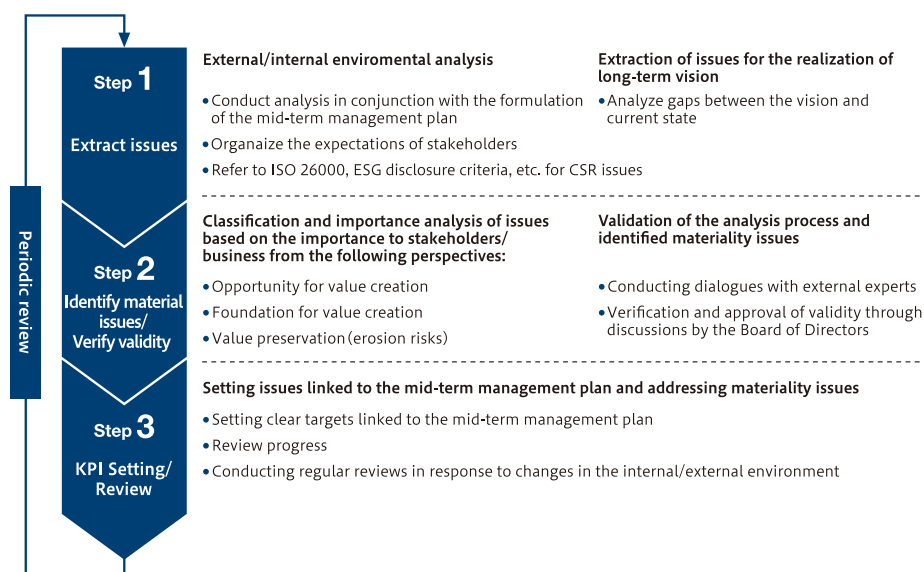 Periodic review
Step 1
Extract issues
External/internal enviromental analysis
•Conduct analysis in conjunction with the formulation
of the mid-term management plan
•Organaize the expectations of stakeholders
•Refer to ISO 26000, ESG disclosure criteria, etc. for CSR issues
Extraction of issues for the realization of
long-term vision
•Analyze gaps between the vision and
current state
Step 2
Identify material
issues/
Verify validity
Classification and importance analysis of issues
based on the importance to stakeholders/
business from the following perspectives:
•Opportunity for value creation
•Foundation for value creation
•Value preservation (erosion risks)
Validation of the analysis process and
identified materiality issues
•Conducting dialogues with external experts
•Verification and approval of validity through
discussions by the Board of Directors
Step 3
KPI Setting/
Review
Setting issues linked to the mid-term management plan and addressing materiality issues
•Setting clear targets linked to the mid-term management plan
•Review progress
•Conducting regular reviews in response to changes in the internal/external environment